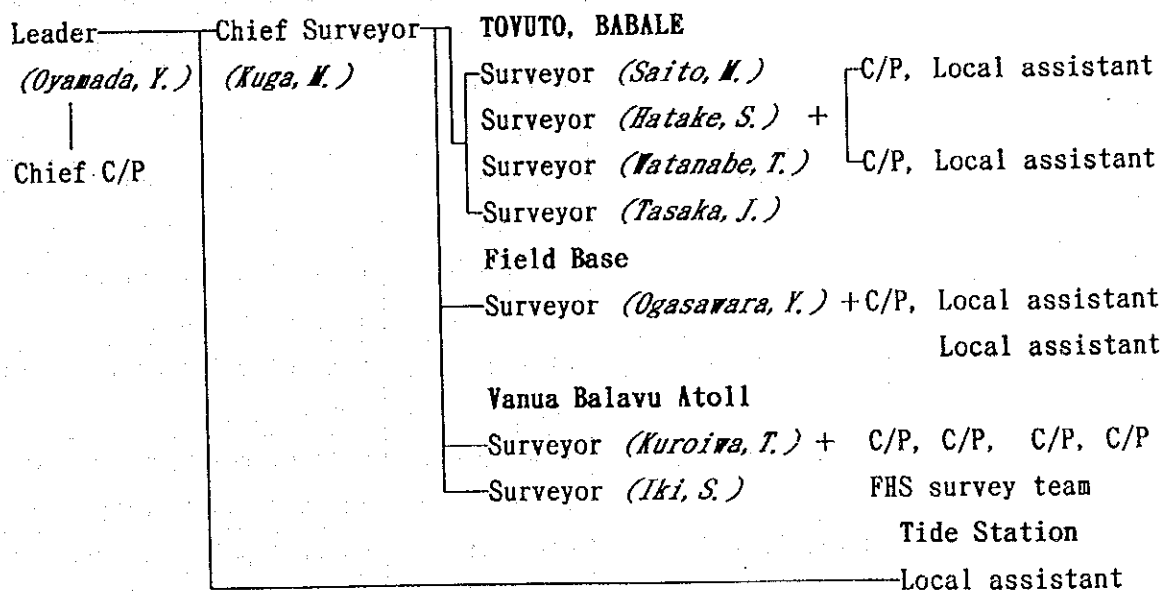 Leader Chief Surveyor TOVUTO, BABALE
(Oyamada, Y.) (Kuga, M.) Surveyor (Saito, M.) C/P, Local assistant
Surveyor (Hatake, S.) +
Chief C/P Surveyor (Watanabe, T.) C/P, Local assistant
Surveyor (Tasaka, J.)
Field Base
Surveyor (Ogasawara, Y.) + C/P, Local assistant
Local assistant
Vanua Balavu Atoll
Surveyor (Kuroiwa, T.) + C/P, C/P, C/P, C/P
Surveyor (Iki, S.) FHS survey team
Tide Station
Local assistant